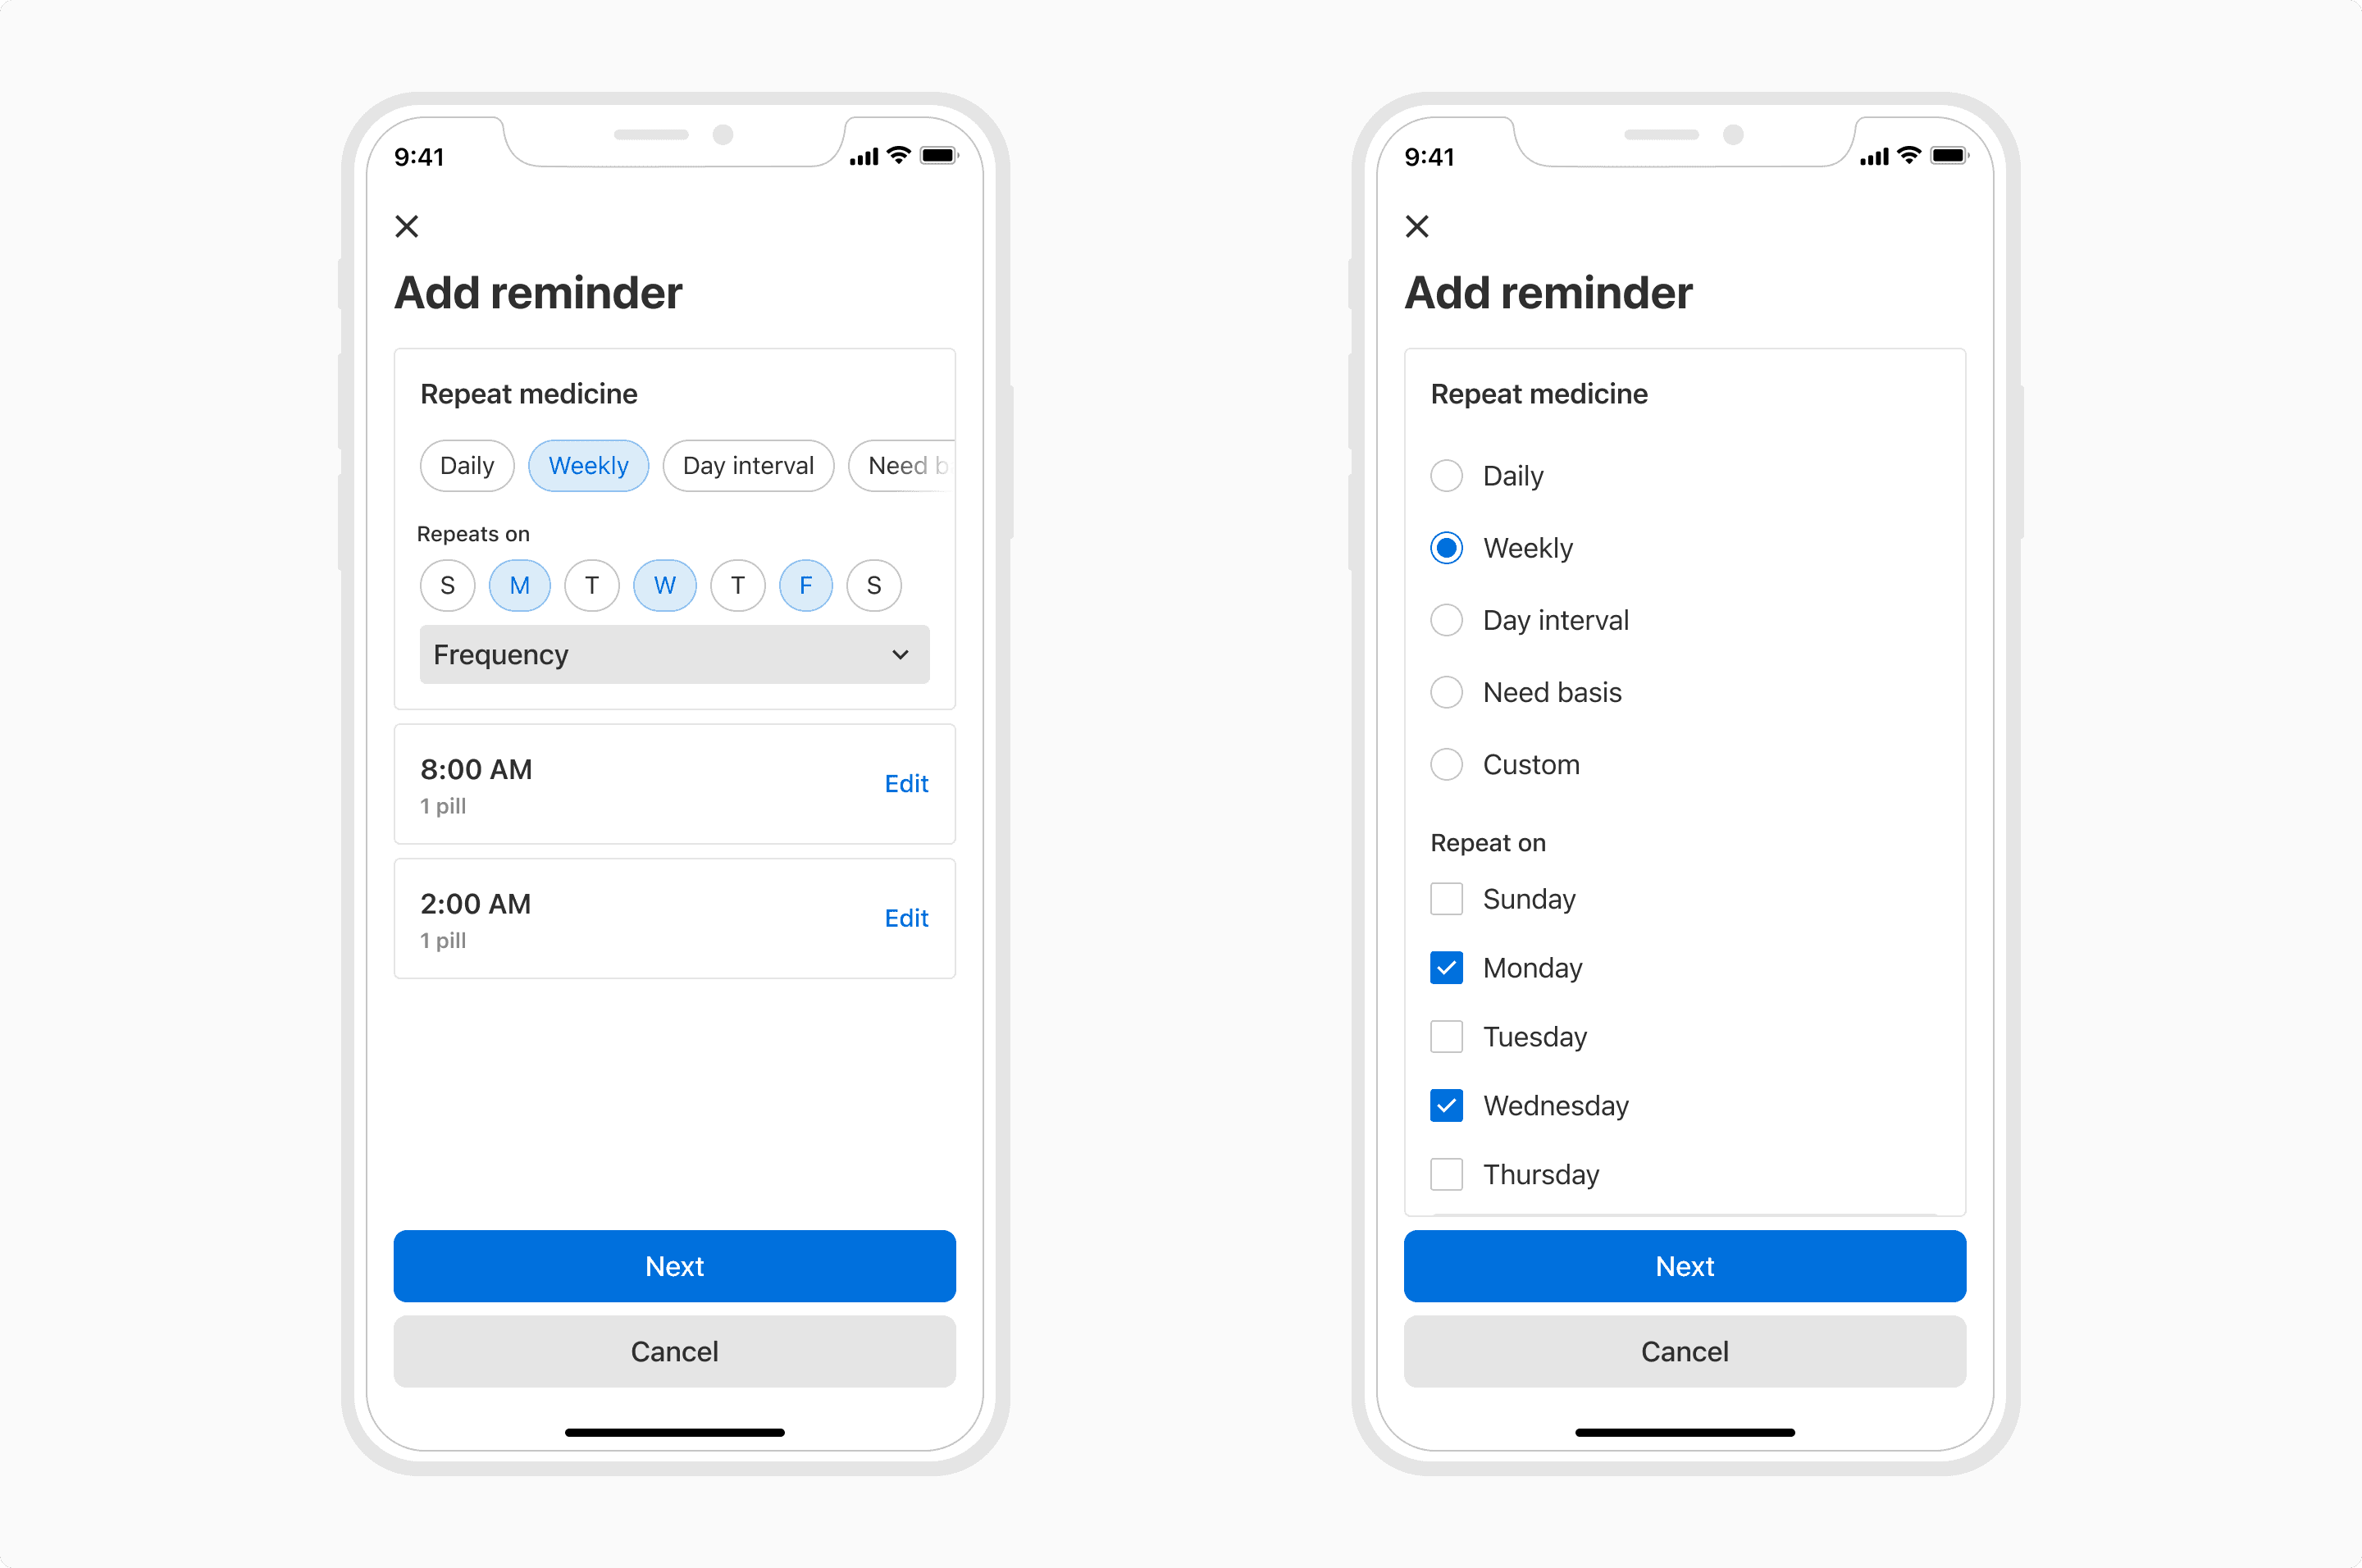 9:41
Add reminder
Repeat medicine
Daily Weekly Day interval Need b
Repeats on
S M T W T F S
Frequency
8:00 AM
1 pill
Edit
2:00 AM
1 pill
Edit
Next
Cancel
9:41
Add reminder
Repeat medicine
Daily
Weekly
Day interval
Need basis
Custom
Repeat on
Sunday
Monday
Tuesday
Wednesday
Thursday
Next
Cancel